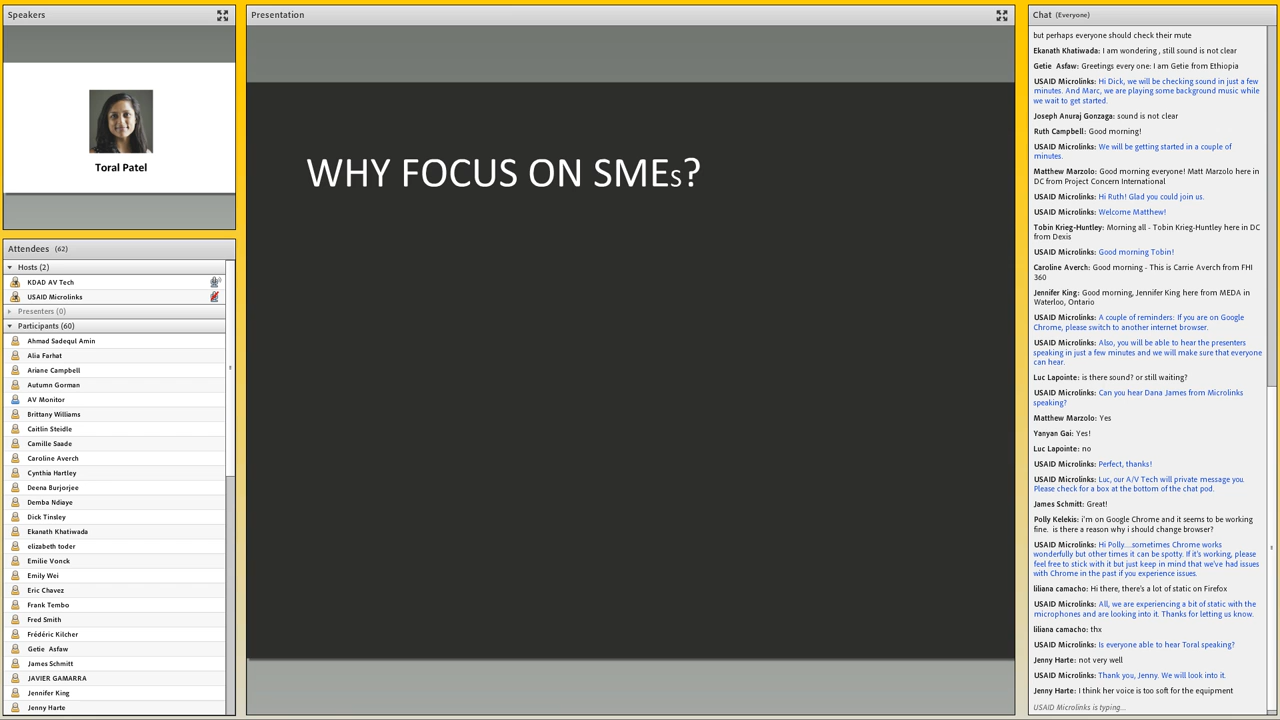 Speakers
Toral Patel
Attendees (62)
Hosts (2)
KDAD AV Tech
USAID Microlinks
Presenters (0)
Participants (60)
Ahmad Sadequl Amin
Alia Farhat
Ariane Campbell
Autumn Gorman
AV Monitor
Brittany Williams
Caitlin Steidle
Camille Saade
Caroline Averch
Cynthia Hartley
Deena Burjorjee
Demba Ndiaye
Dick Tinsley
Ekanath Khatiwada
elizabeth toder
Emilie Vonck
Emily Wei
Eric Chavez
Frank Tembo
Fred Smith
Frédéric Kilcher
Getie Asfaw
James Schmitt
JAVIER GAMARRA
Jennifer King
Jenny Harte
Presentation
WHY FOCUS ON SMEs?
Chat (Everyone)
but perhaps everyone should check their mute
Ekanath Khatiwada: I am wondering , still sound is not clear
Getie Asfaw: Greetings every one: I am Getie from Ethiopia
USAID Microlinks: Hi Dick, we will be checking sound in just a few
minutes. And Marc, we are playing some background music while
we wait to get started.
Joseph Anuraj Gonzaga: sound is not clear
Ruth Campbell: Good morning!
USAID Microlinks: We will be getting started in a couple of
minutes.
Matthew Marzolo: Good morning everyone! Matt Marzolo here in
DC from Project Concern International
USAID Microlinks: Hi Ruth! Glad you could join us.
USAID Microlinks: Welcome Matthew!
Tobin Krieg-Huntley: Morning all - Tobin Krieg-Huntley here in DC
from Dexis
USAID Microlinks: Good morning Tobin!
Caroline Averch: Good morning - This is Carrie Averch from FHI
360
Jennifer King: Good morning, Jennifer King here from MEDA in
Waterloo, Ontario
USAID Microlinks: A couple of reminders: If you are on Google
Chrome, please switch to another internet browser.
USAID Microlinks: Also, you will be able to hear the presenters
speaking in just a few minutes and we will make sure that everyone
can hear.
Luc Lapointe: is there sound? or still waiting?
USAID Microlinks: Can you hear Dana James from Microlinks
speaking?
Matthew Marzolo: Yes
Yanyan Gai: Yes!
Luc Lapointe: no
USAID Microlinks: Perfect, thanks!
USAID Microlinks: Luc, our A/V Tech will private message you.
Please check for a box at the bottom of the chat pod.
James Schmitt: Great!
Polly Kelekis: i'm on Google Chrome and it seems to be working
fine. is there a reason why i should change browser?
USAID Microlinks: Hi Polly....sometimes Chrome works
wonderfully but other times it can be spotty. If it's working, please
feel free to stick with it but just keep in mind that we've had issues
with Chrome in the past if you experience issues.
liliana camacho: Hi there, there's a lot of static on Firefox
USAID Microlinks: All, we are experiencing a bit of static with the
microphones and are looking into it. Thanks for letting us know.
liliana camacho: thx
USAID Microlinks: Is everyone able to hear Toral speaking?
Jenny Harte: not very well
USAID Microlinks: Thank you, Jenny. We will look into it.
Jenny Harte: I think her voice is too soft for the equipment
USAID Microlinks is typing...